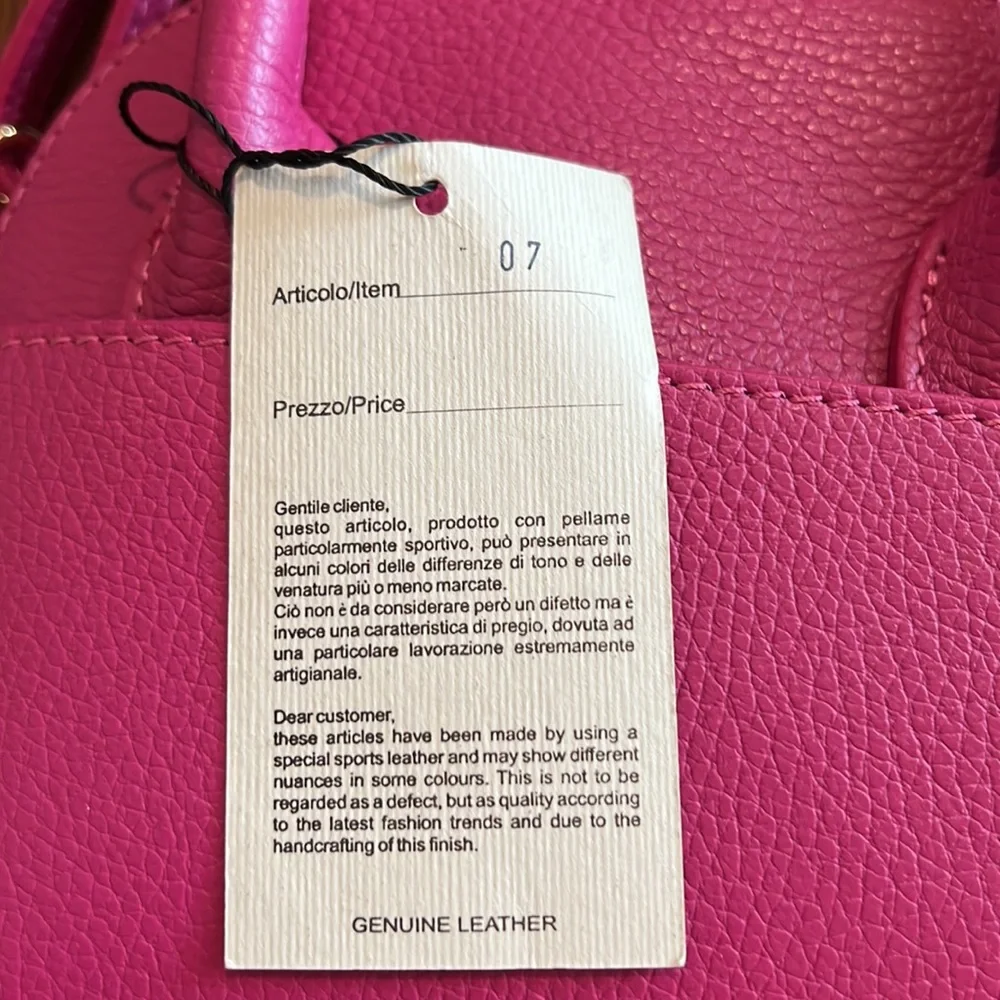 07
Articolo/Item
Prezzo/Price
Gentile cliente,
questo articolo, prodotto con pellame
particolarmente sportivo, può presentare in
alcuni colori delle differenze di tono e delle
venatura più o meno marcate.
Ciò non è da considerare però un difetto ma è
invece una caratteristica di pregio, dovuta ad
una particolare lavorazione estremamente
artigianale.
Dear customer,
these articles have been made by using a
special sports leather and may show different
nuances in some colours. This is not to be
regarded as a defect, but as quality according
to the latest fashion trends and due to the
handcrafting of this finish.
GENUINE LEATHER